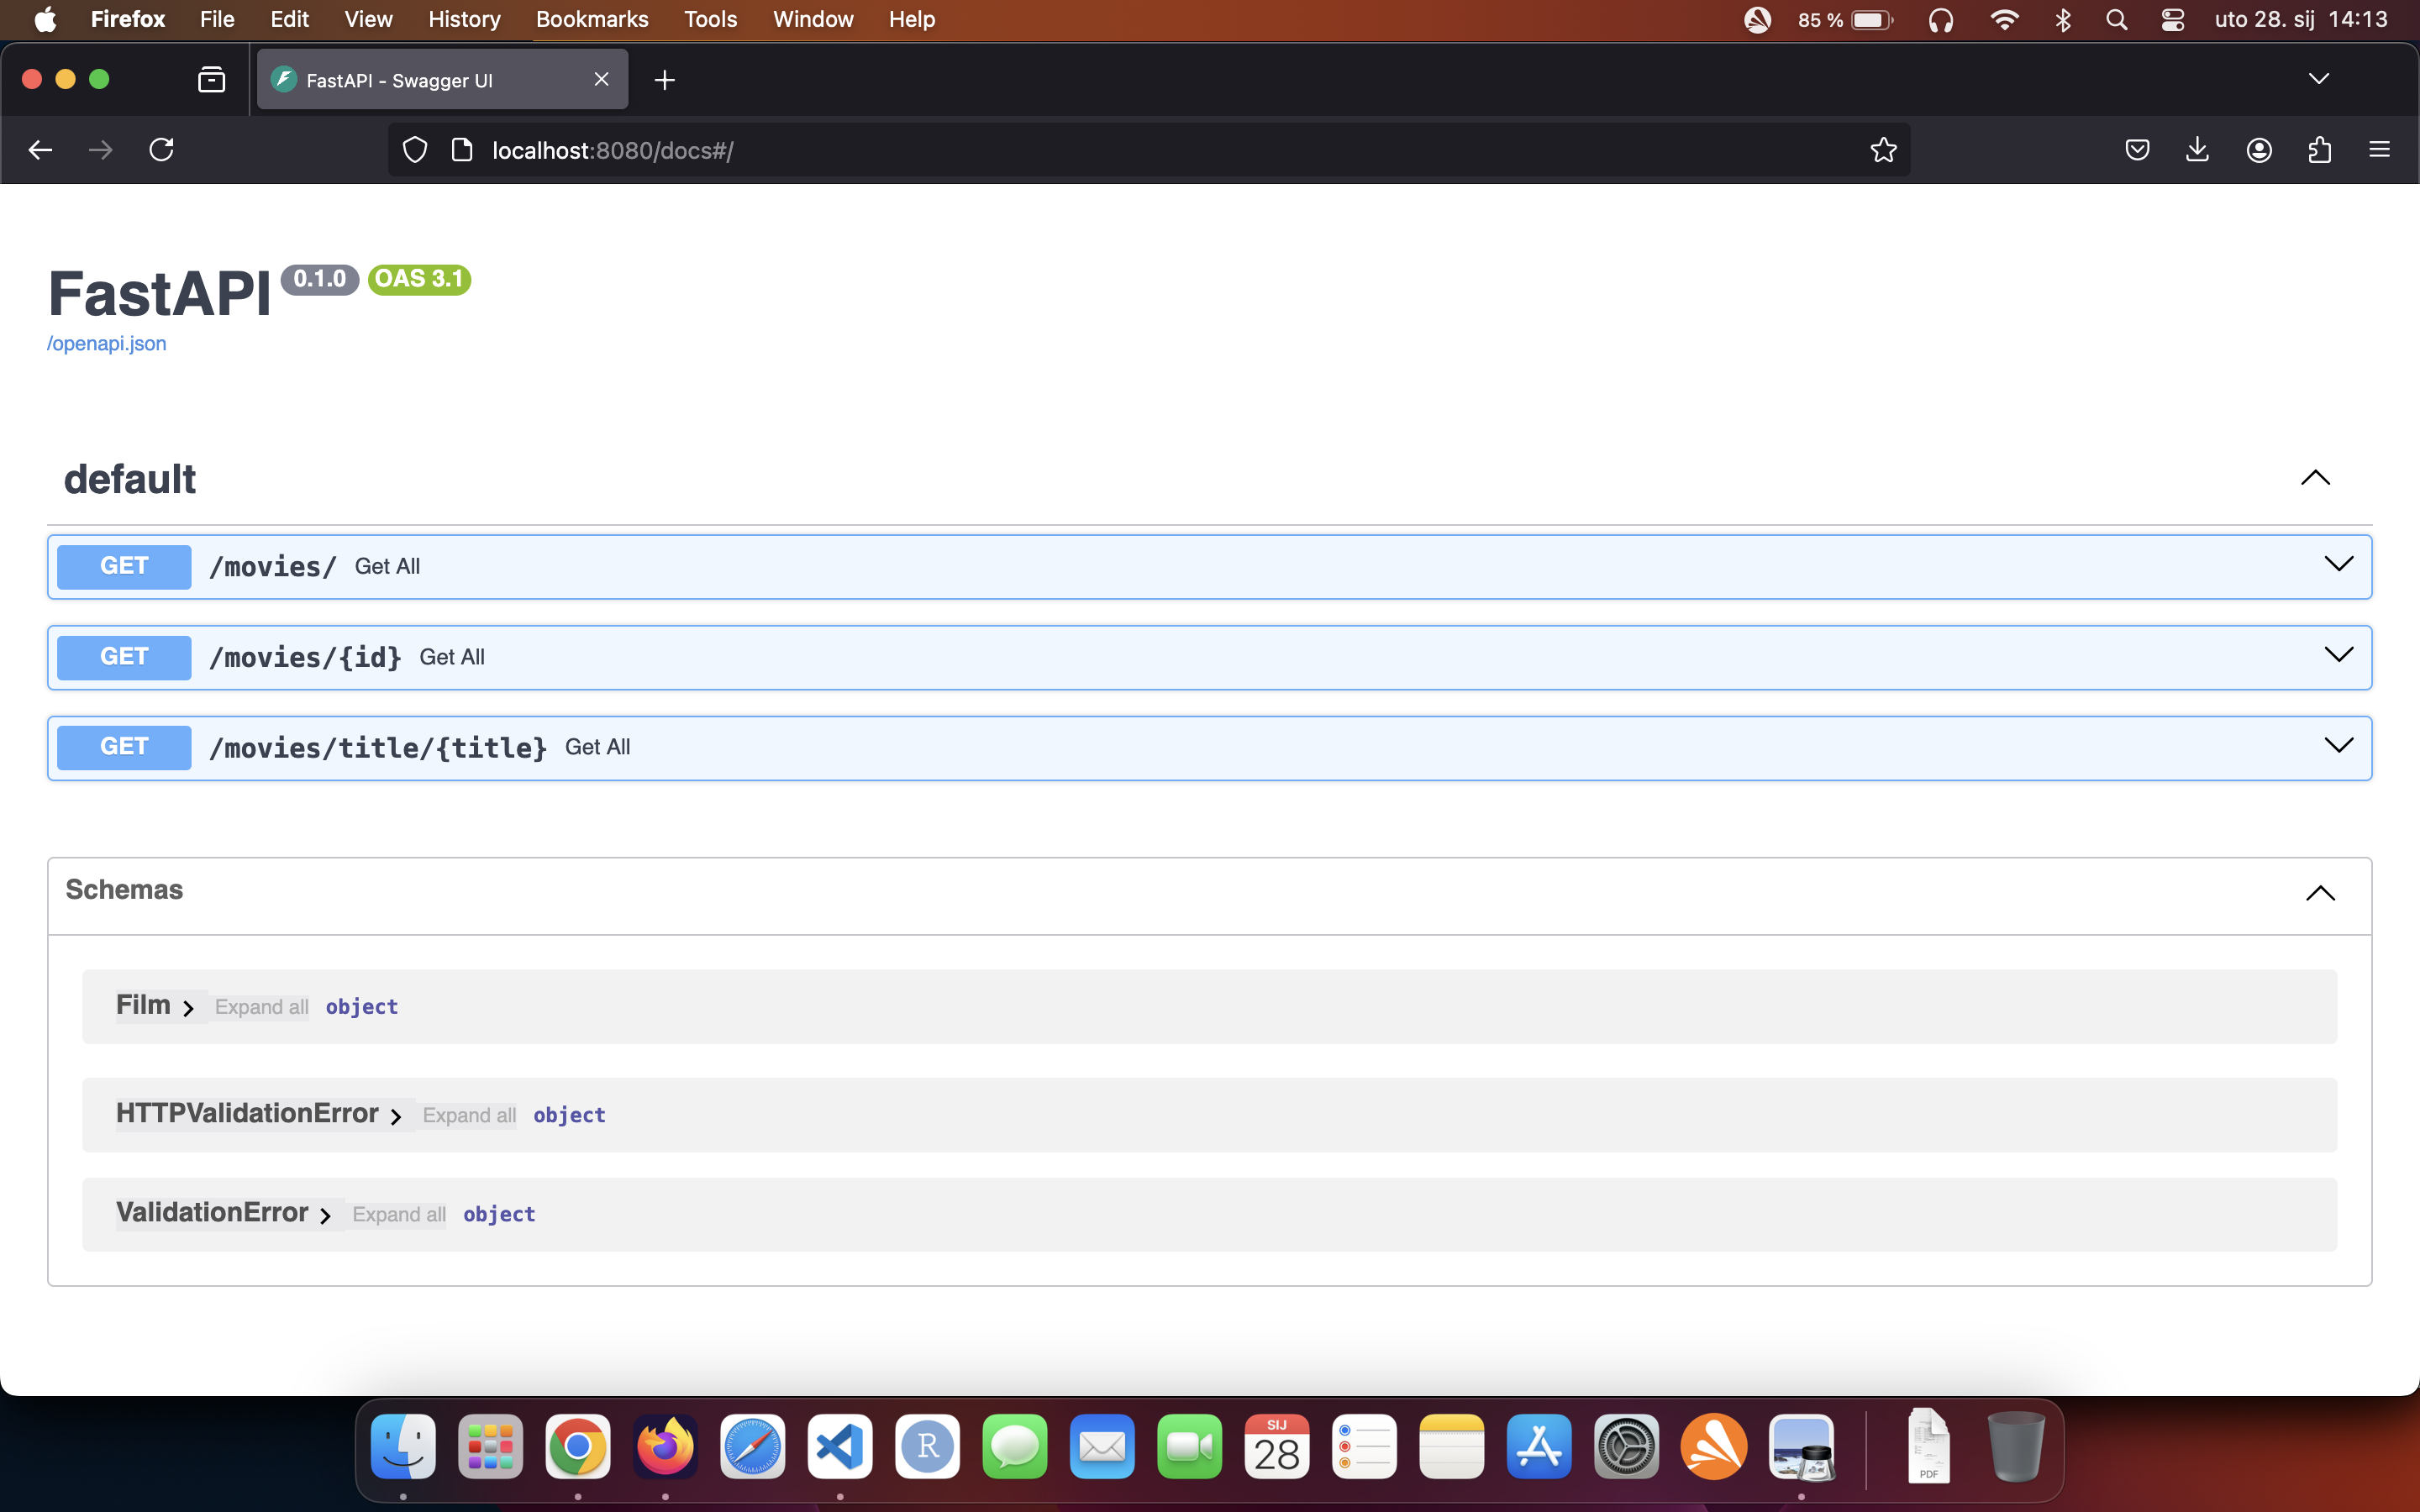 Firefox File Edit View History Bookmarks Tools Window Help 85 % uto 28. sij 14:13
FastAPI - Swagger UI
localhost:8080/docs#/
FastAPI 0.1.0 OAS 3.1
/openapi.json
default
GET /movies/ Get All
GET /movies/{id} Get All
GET /movies/title/{title} Get All
Schemas
Film Expand all object
HTTPValidationError Expand all object
ValidationError Expand all object
SIJ
28
R
PDF